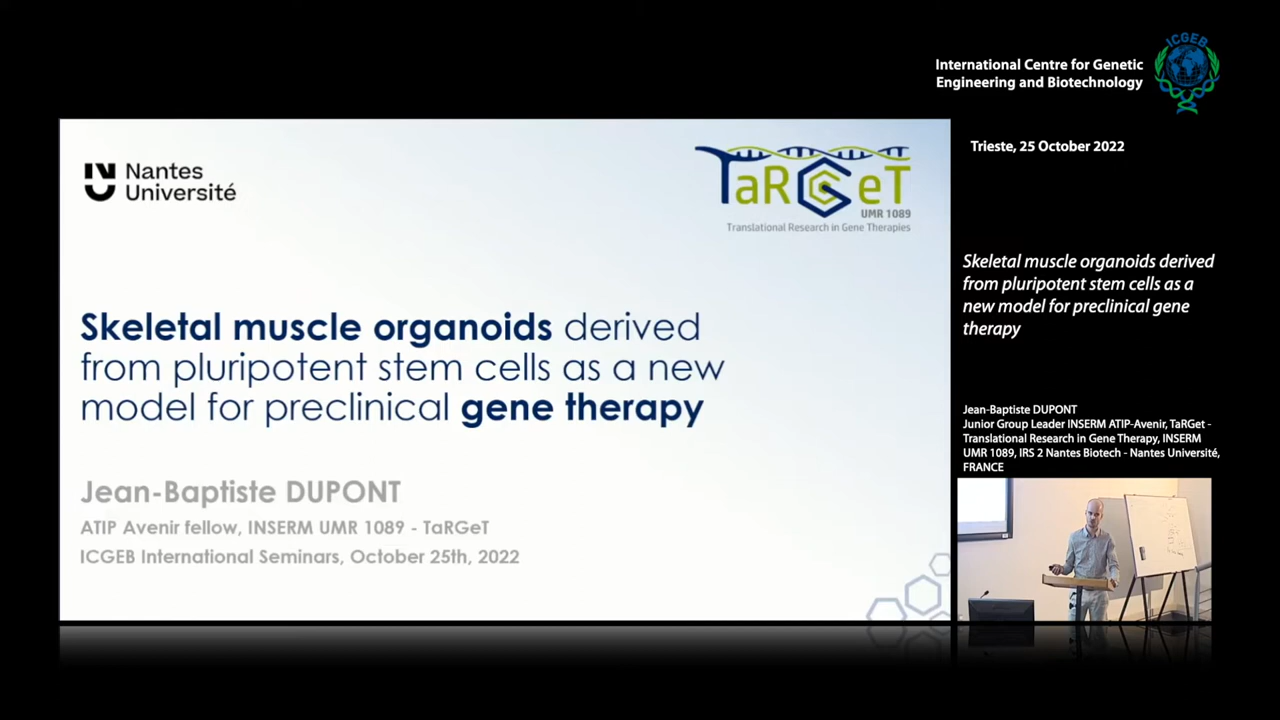 International Centre for Genetic
Engineering and Biotechnology
ICGEB
Trieste, 25 October 2022
Nantes
Université
TaRGeT
UMR 1089
Translational Research in Gene Therapies
Skeletal muscle organoids derived
from pluripotent stem cells as a new
model for preclinical gene therapy
Jean-Baptiste DUPONT
ATIP Avenir fellow, INSERM UMR 1089 - TaRGeT
ICGEB International Seminars, October 25th, 2022
Skeletal muscle organoids derived
from pluripotent stem cells as a
new model for preclinical gene
therapy
Jean-Baptiste DUPONT
Junior Group Leader INSERM ATIP-Avenir, TaRGet -
Translational Research in Gene Therapy, INSERM
UMR 1089, IRS 2 Nantes Biotech - Nantes Université,
FRANCE